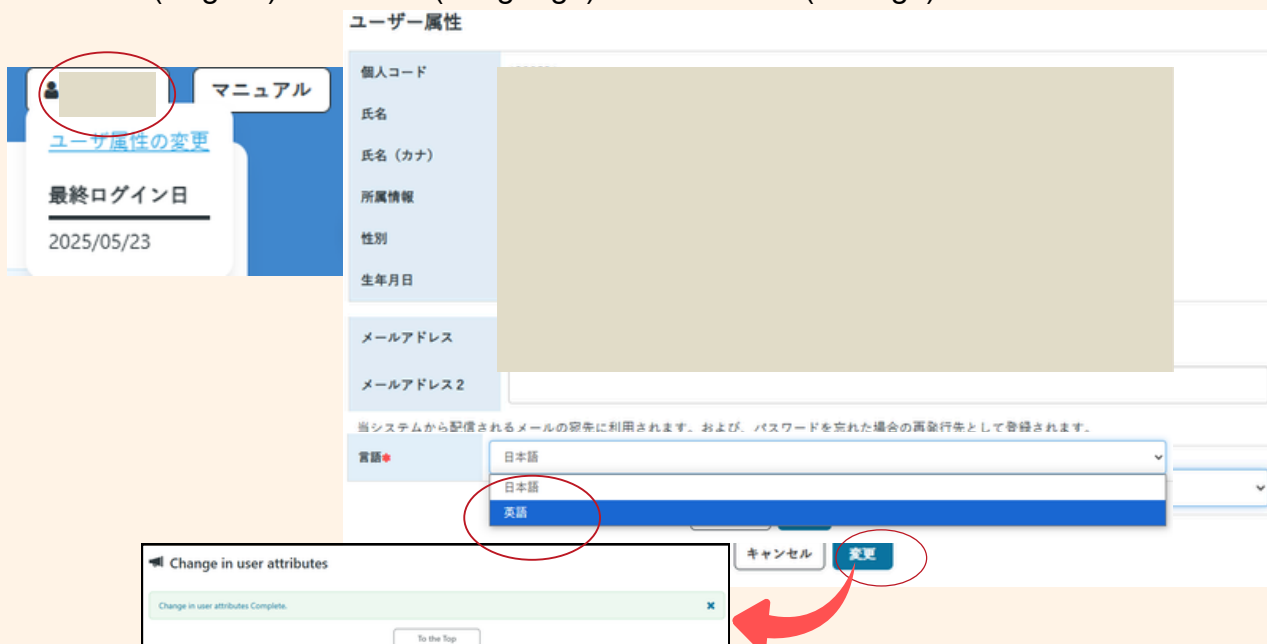 ユーザー属性
マニュアル
ユーザ属性の変更
最終ログイン日
2025/05/23
個人コード
氏名
氏名（カナ）
所属情報
性別
生年月日
メールアドレス
メールアドレス２
当システムから配信されるメールの宛先に利用されます。および、パスワードを忘れた場合の再発行先として登録されます。
言語* 日本語
日本語
英語
キャンセル 変更
Change in user attributes
Change in user attributes Complete.
To the Top